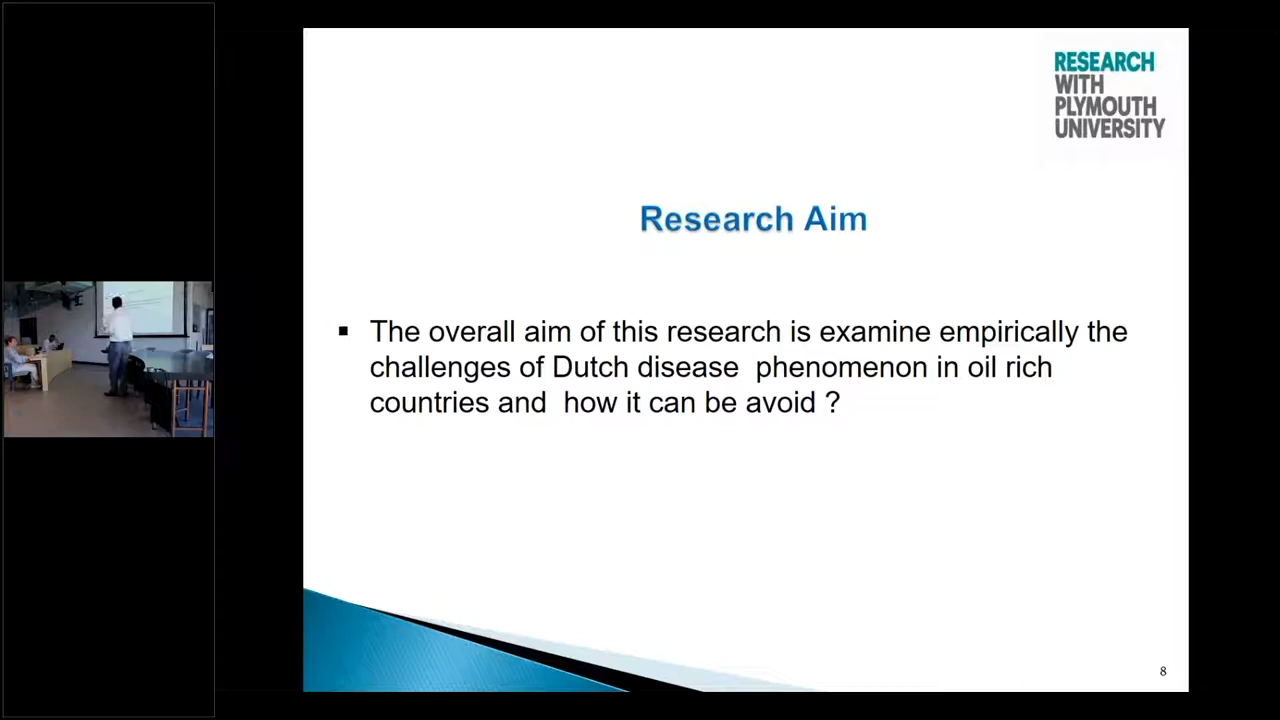 RESEARCH
WITH
PLYMOUTH
UNIVERSITY
Research Aim
▪ The overall aim of this research is examine empirically the
challenges of Dutch disease phenomenon in oil rich
countries and how it can be avoid ?
8